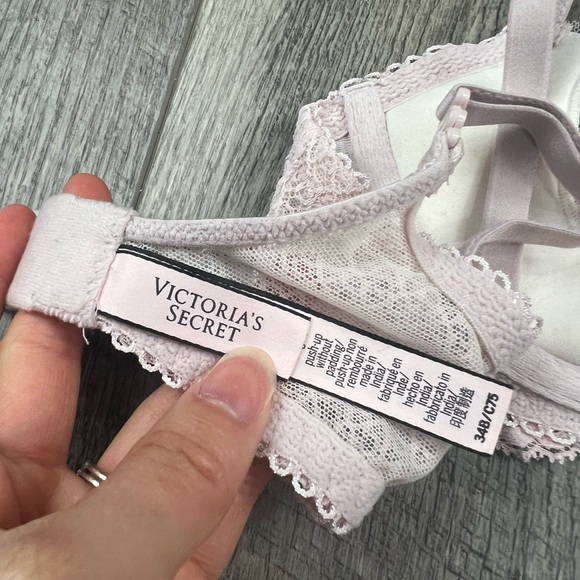 VICTORIA'S
SECRET
push-up
without
padding/
push-up non
rembourré
made in
India/
fabriqué en
Inde/
hecho en
India/
fabricato in
India/
印度制造
34B/C75